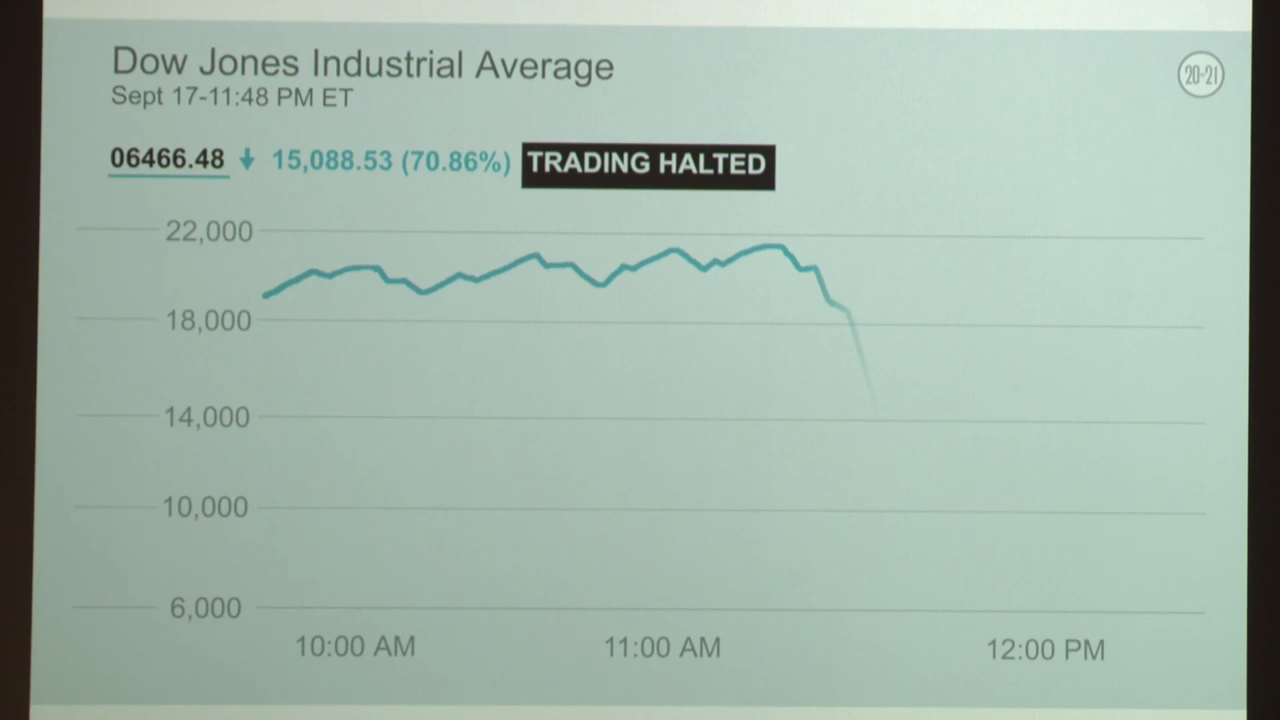 Dow Jones Industrial Average
Sept 17-11:48 PM ET
20-21
06466.48 ↓ 15,088.53 (70.86%) TRADING HALTED
22,000
18,000
14,000
10,000
6,000
10:00 AM 11:00 AM 12:00 PM